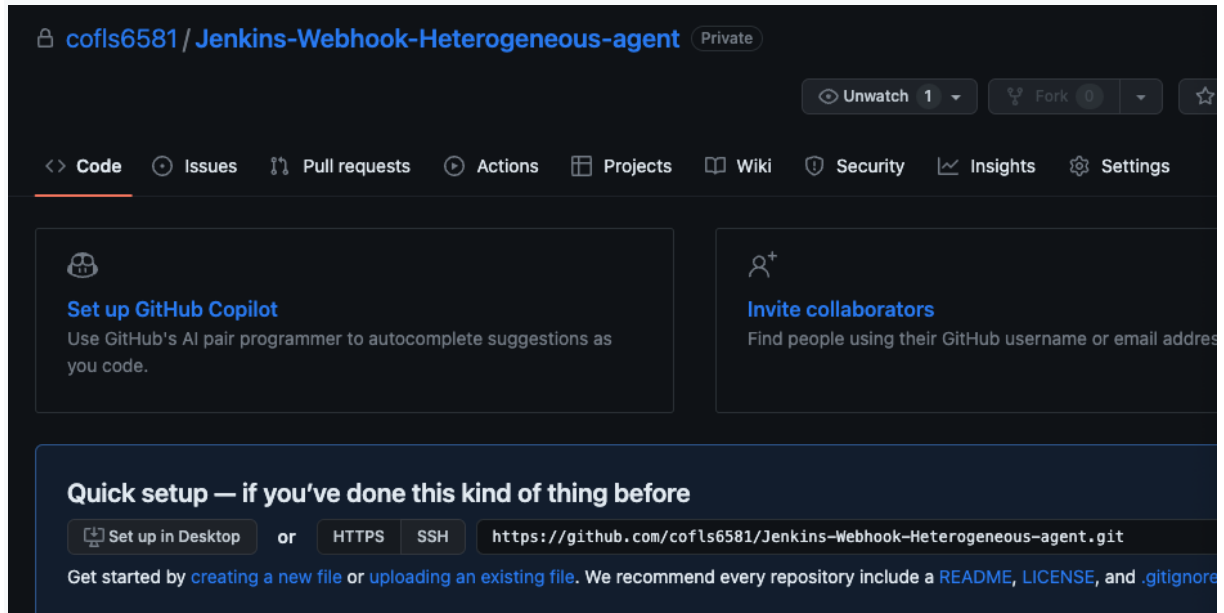 cofls6581 / Jenkins-Webhook-Heterogeneous-agent Private
Unwatch 1 Fork 0
Code Issues Pull requests Actions Projects Wiki Security Insights Settings
Set up GitHub Copilot
Use GitHub's AI pair programmer to autocomplete suggestions as
you code.
Invite collaborators
Find people using their GitHub username or email addres
Quick setup — if you've done this kind of thing before
Set up in Desktop or HTTPS SSH https://github.com/cofls6581/Jenkins-Webhook-Heterogeneous-agent.git
Get started by creating a new file or uploading an existing file. We recommend every repository include a README, LICENSE, and .gitignore